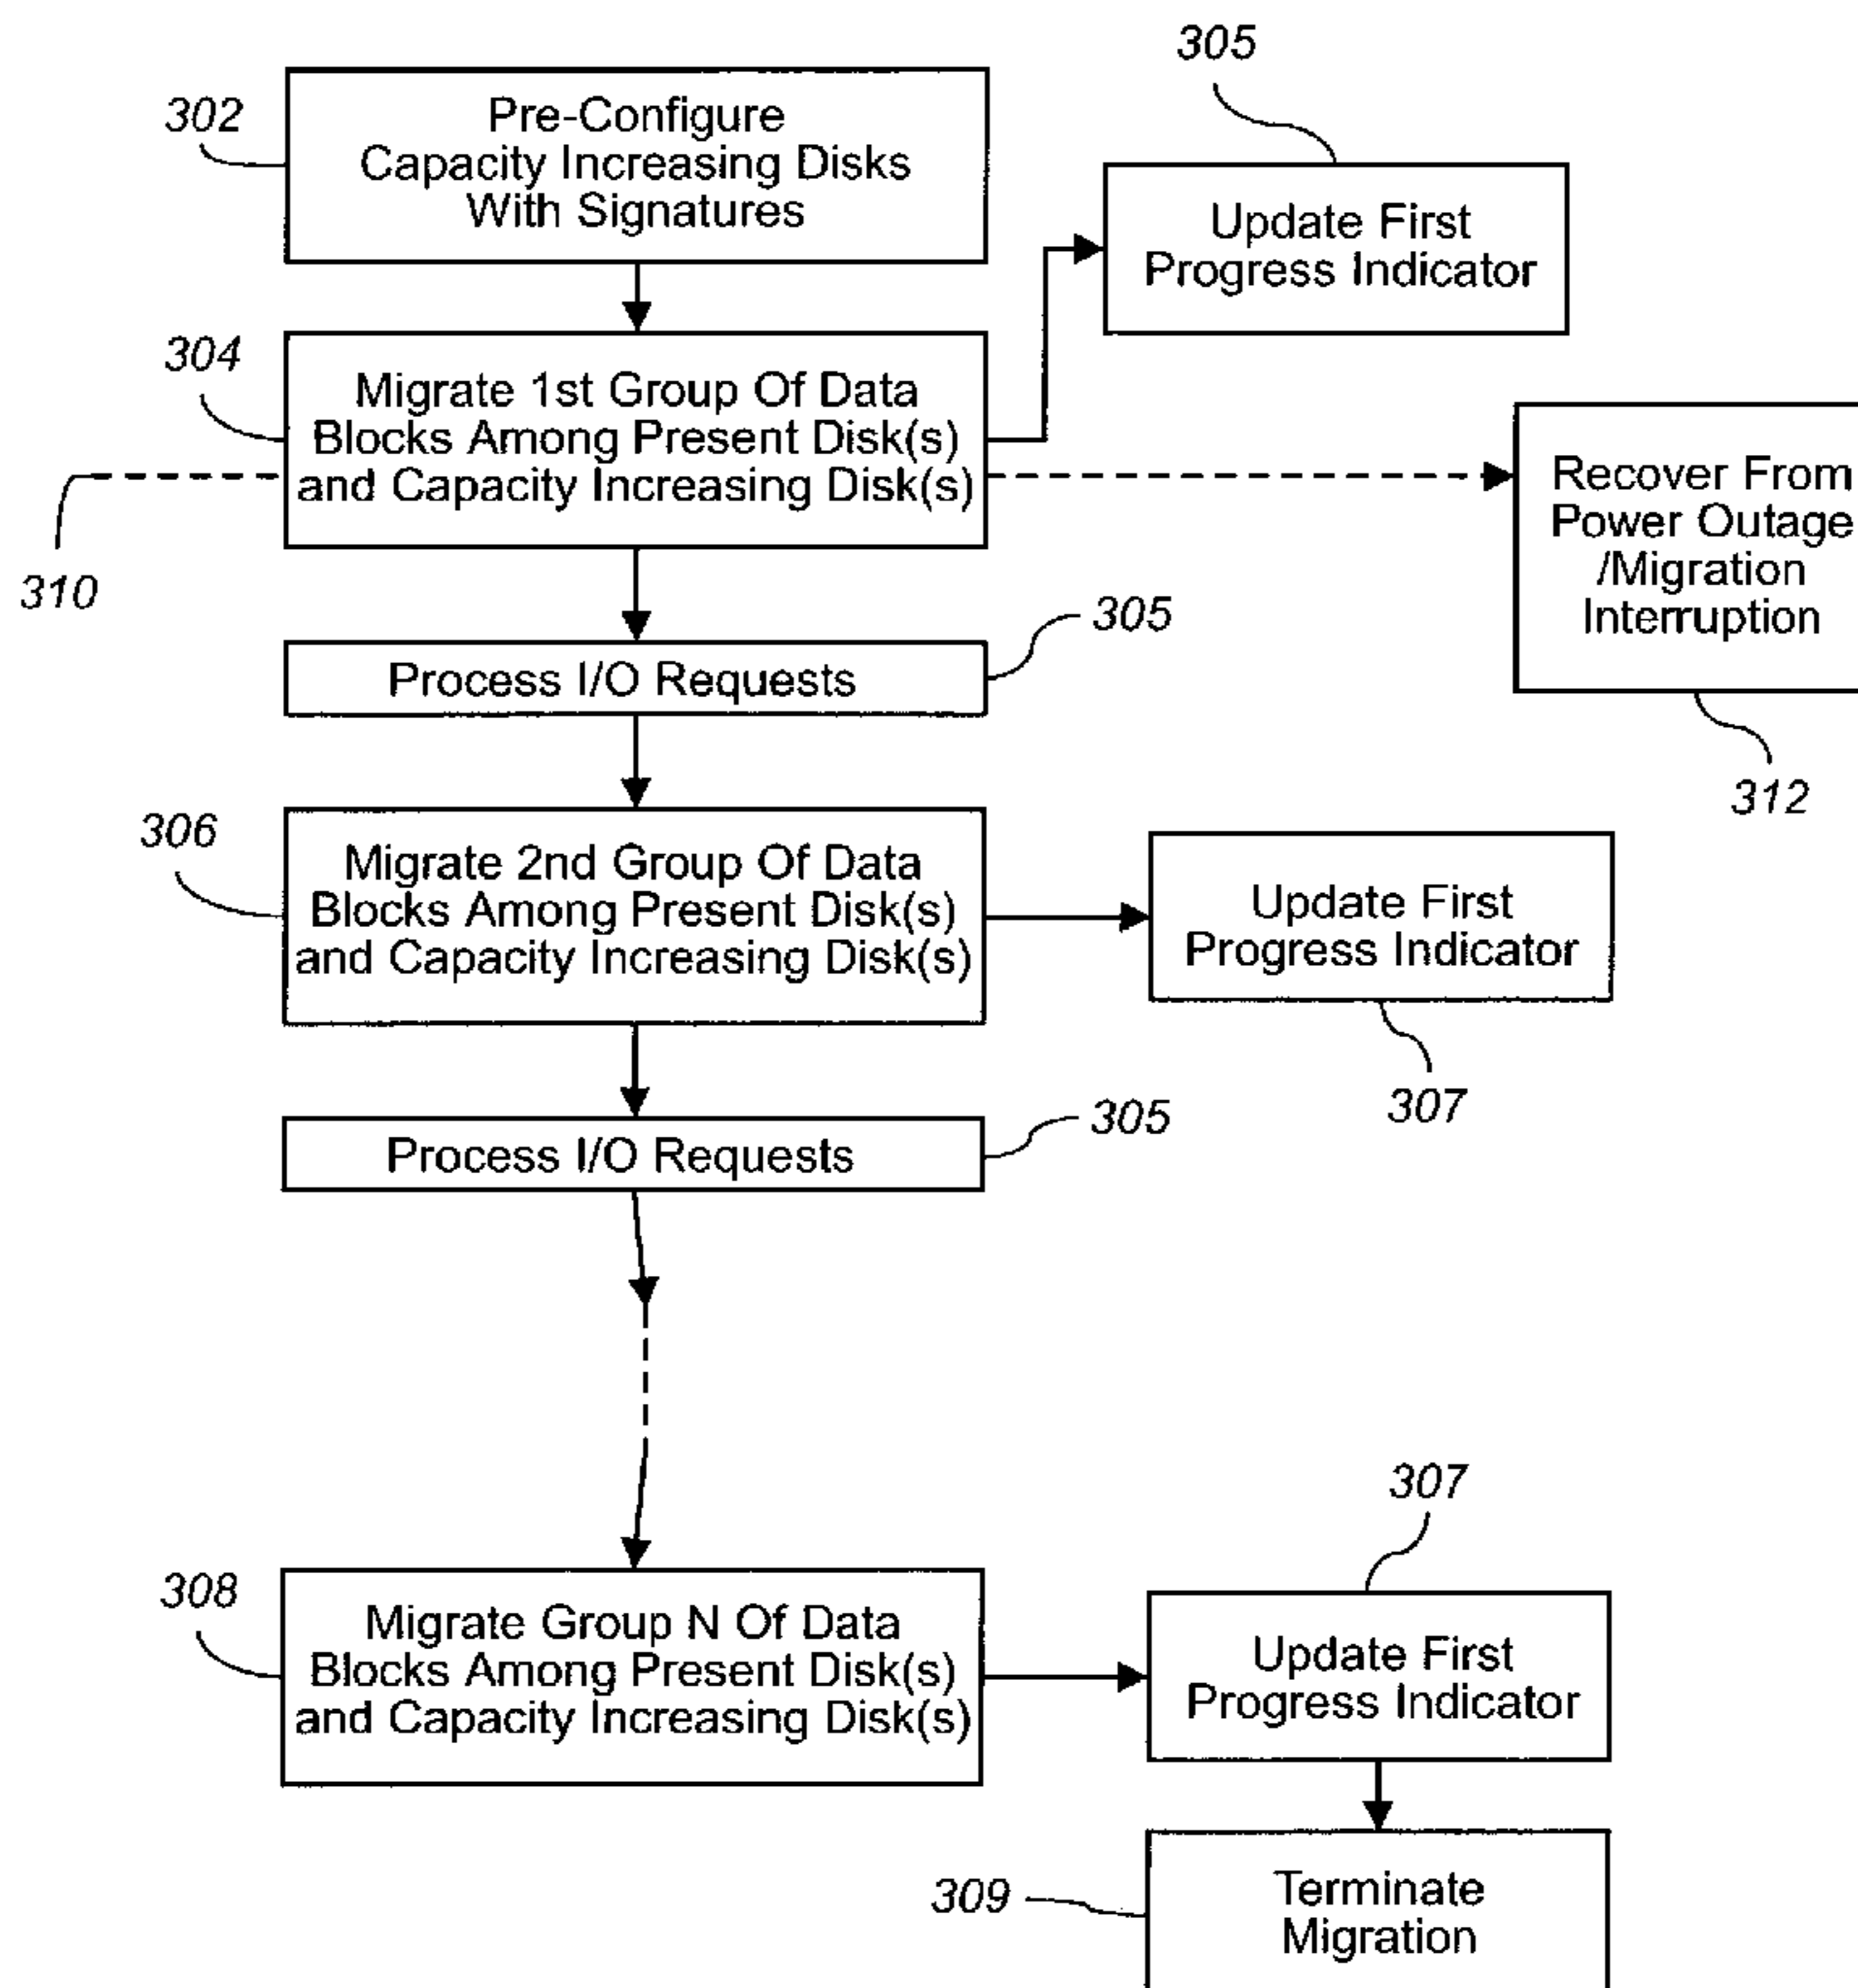 305
302
Pre-Configure
Capacity Increasing Disks
With Signatures
Update First
Progress Indicator
304
Migrate 1st Group Of Data
Blocks Among Present Disk(s)
and Capacity Increasing Disk(s)
310
Recover From
Power Outage
/Migration
Interruption
312
Process I/O Requests
305
306
Migrate 2nd Group Of Data
Blocks Among Present Disk(s)
and Capacity Increasing Disk(s)
Update First
Progress Indicator
307
Process I/O Requests
305
307
308
Migrate Group N Of Data
Blocks Among Present Disk(s)
and Capacity Increasing Disk(s)
Update First
Progress Indicator
309
Terminate
Migration